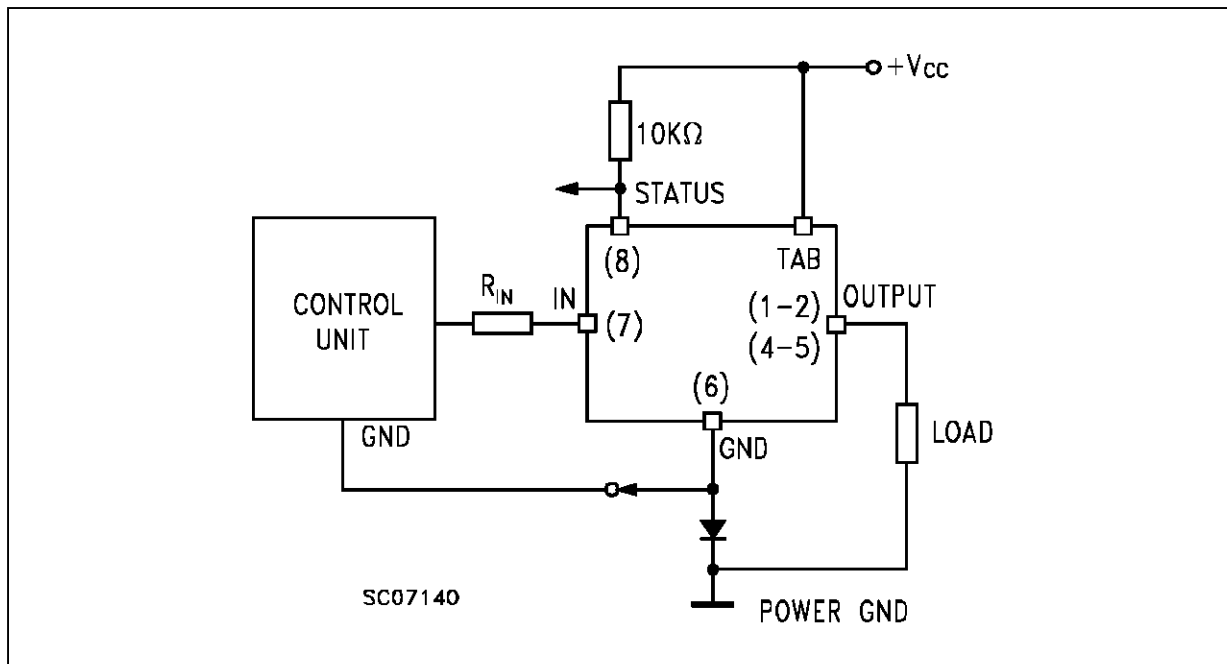 +Vcc
10KΩ
STATUS
(8)
TAB
CONTROL
UNIT
RIN
IN
(7)
(1-2)
(4-5)
OUTPUT
(6)
GND
GND
LOAD
SC07140
POWER GND